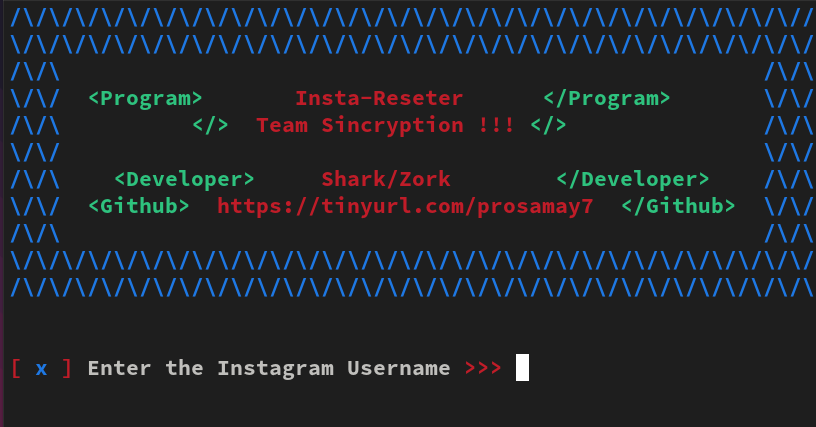 /\/\/\/\/\/\/\/\/\/\/\/\/\/\/\/\/\/\/\/\/\/\/\/\/\/\/\/\/\/\//
\/\/\/\/\/\/\/\/\/\/\/\/\/\/\/\/\/\/\/\/\/\/\/\/\/\/\/\/\/\/\
/\/\ /\/\
\/\/ <Program> Insta-Reseter </Program> \/\/
/\/\ </> Team Sincryption !!! </> /\/\
\/\/ \/\/
/\/\ <Developer> Shark/Zork </Developer> /\/\
\/\/ <Github> https://tinyurl.com/prosamay7 </Github> \/\/
/\/\ /\/\
\/\/\/\/\/\/\/\/\/\/\/\/\/\/\/\/\/\/\/\/\/\/\/\/\/\/\/\/\/\/\
/\/\/\/\/\/\/\/\/\/\/\/\/\/\/\/\/\/\/\/\/\/\/\/\/\/\/\/\/\/\/\
[ x ] Enter the Instagram Username >>>